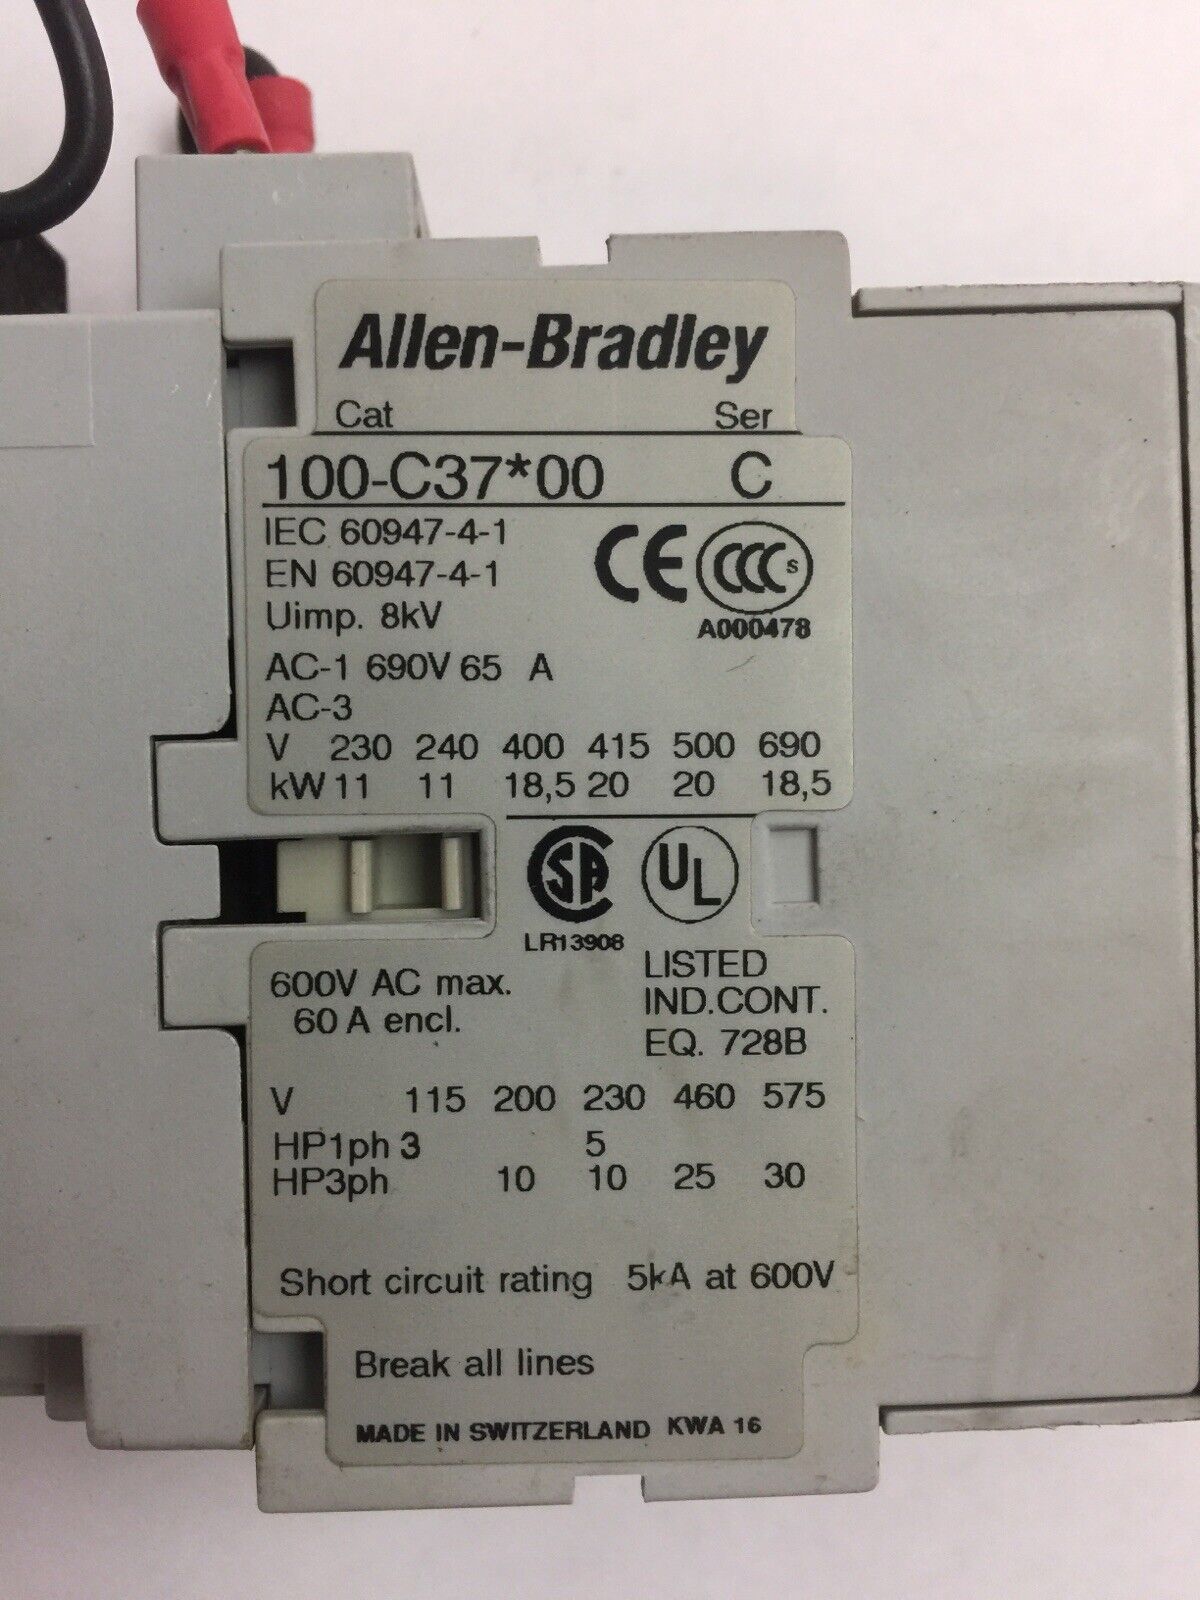 Allen-Bradley
Cat Ser
100-C37*00 C
IEC 60947-4-1
EN 60947-4-1
Uimp. 8kV
CE CCC S
A000478
AC-1 690V 65 A
AC-3
V 230 240 400 415 500 690
kW 11 11 18,5 20 20 18,5
SA UL
LR13908
600V AC max.
60 A encl.
LISTED
IND.CONT.
EQ. 728B
V 115 200 230 460 575
HP1ph 3 5
HP3ph 10 10 25 30
Short circuit rating 5kA at 600V
Break all lines
MADE IN SWITZERLAND KWA 16